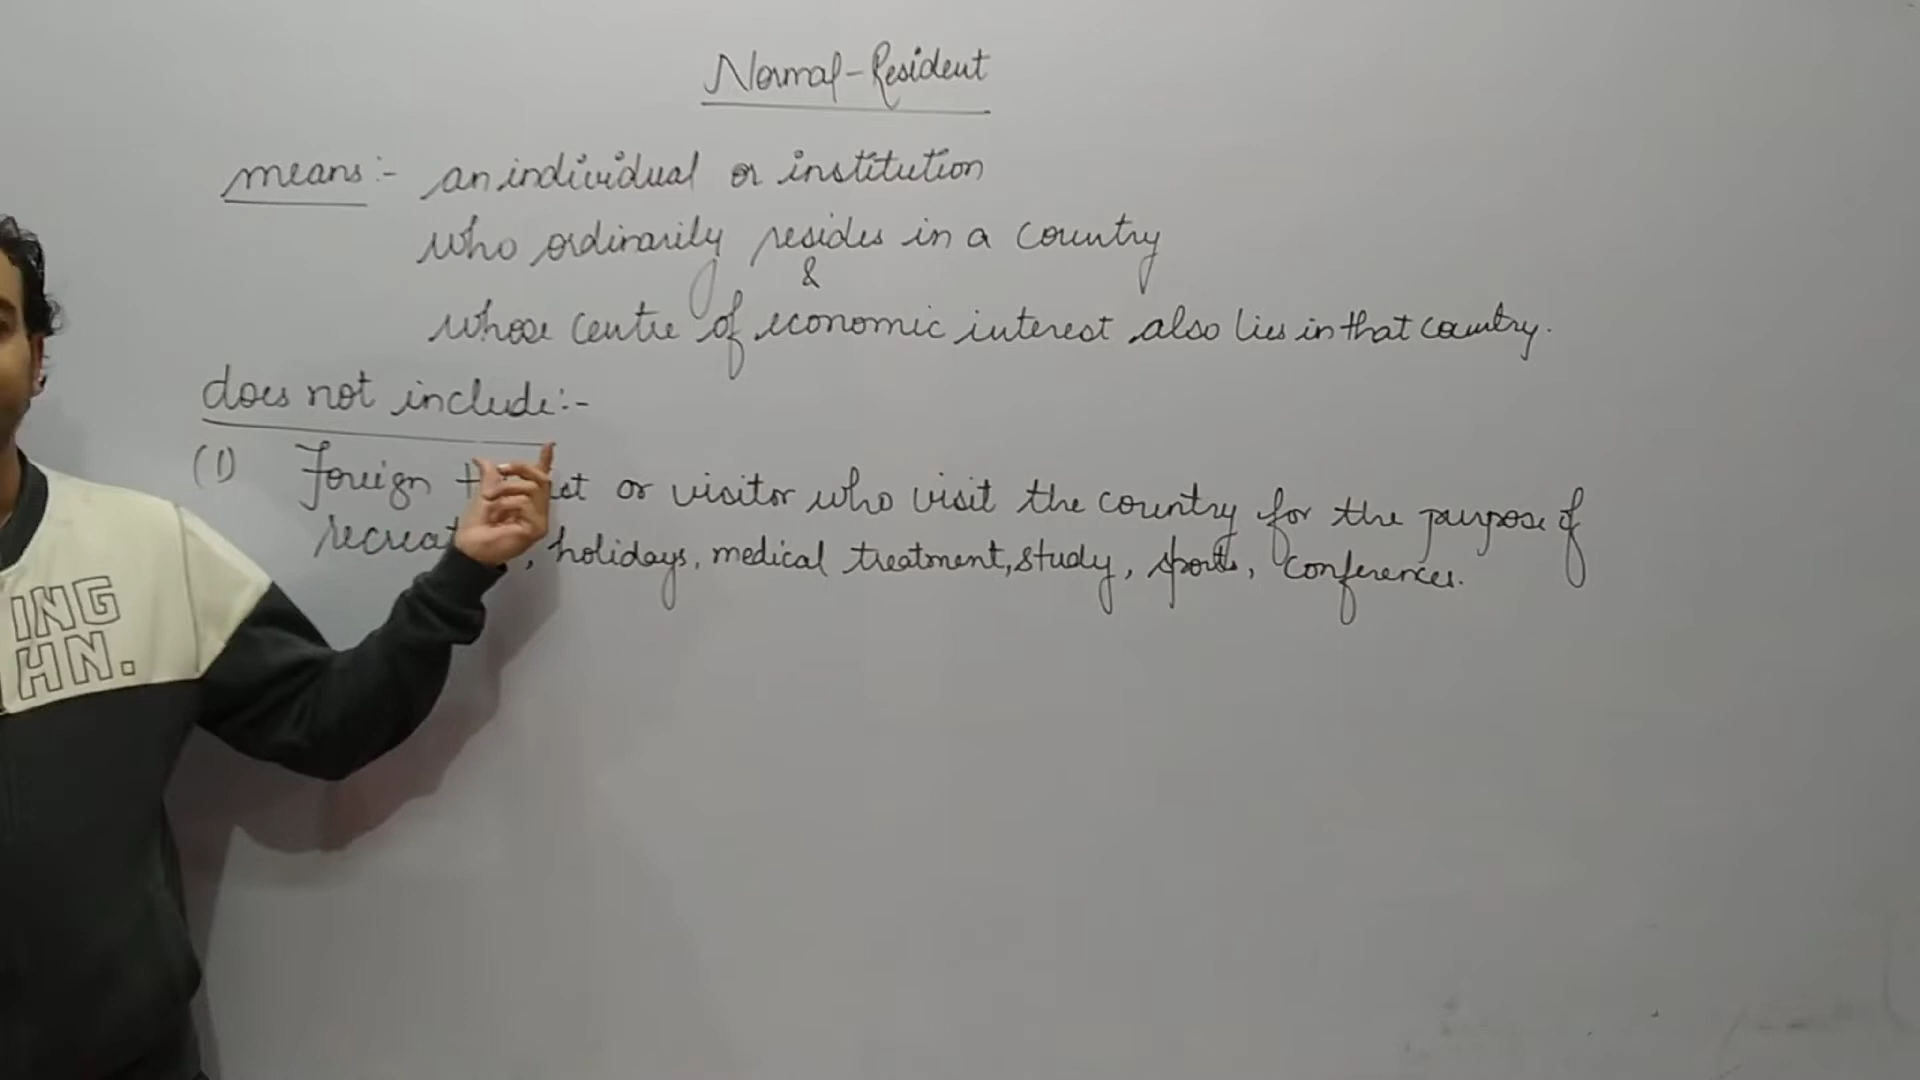 Normal-Resident
means:- an individual or institution
who ordinarily resides in a country
&
whose centre of economic interest also lies in that country.
does not include:-
(1) Foreign or visitor who visit the country for the purpose of
holidays, medical treatment, study, sports, conferences.
ING
HN.